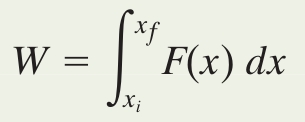 W = ∫_{x_i}^{x_f} F(x) dx